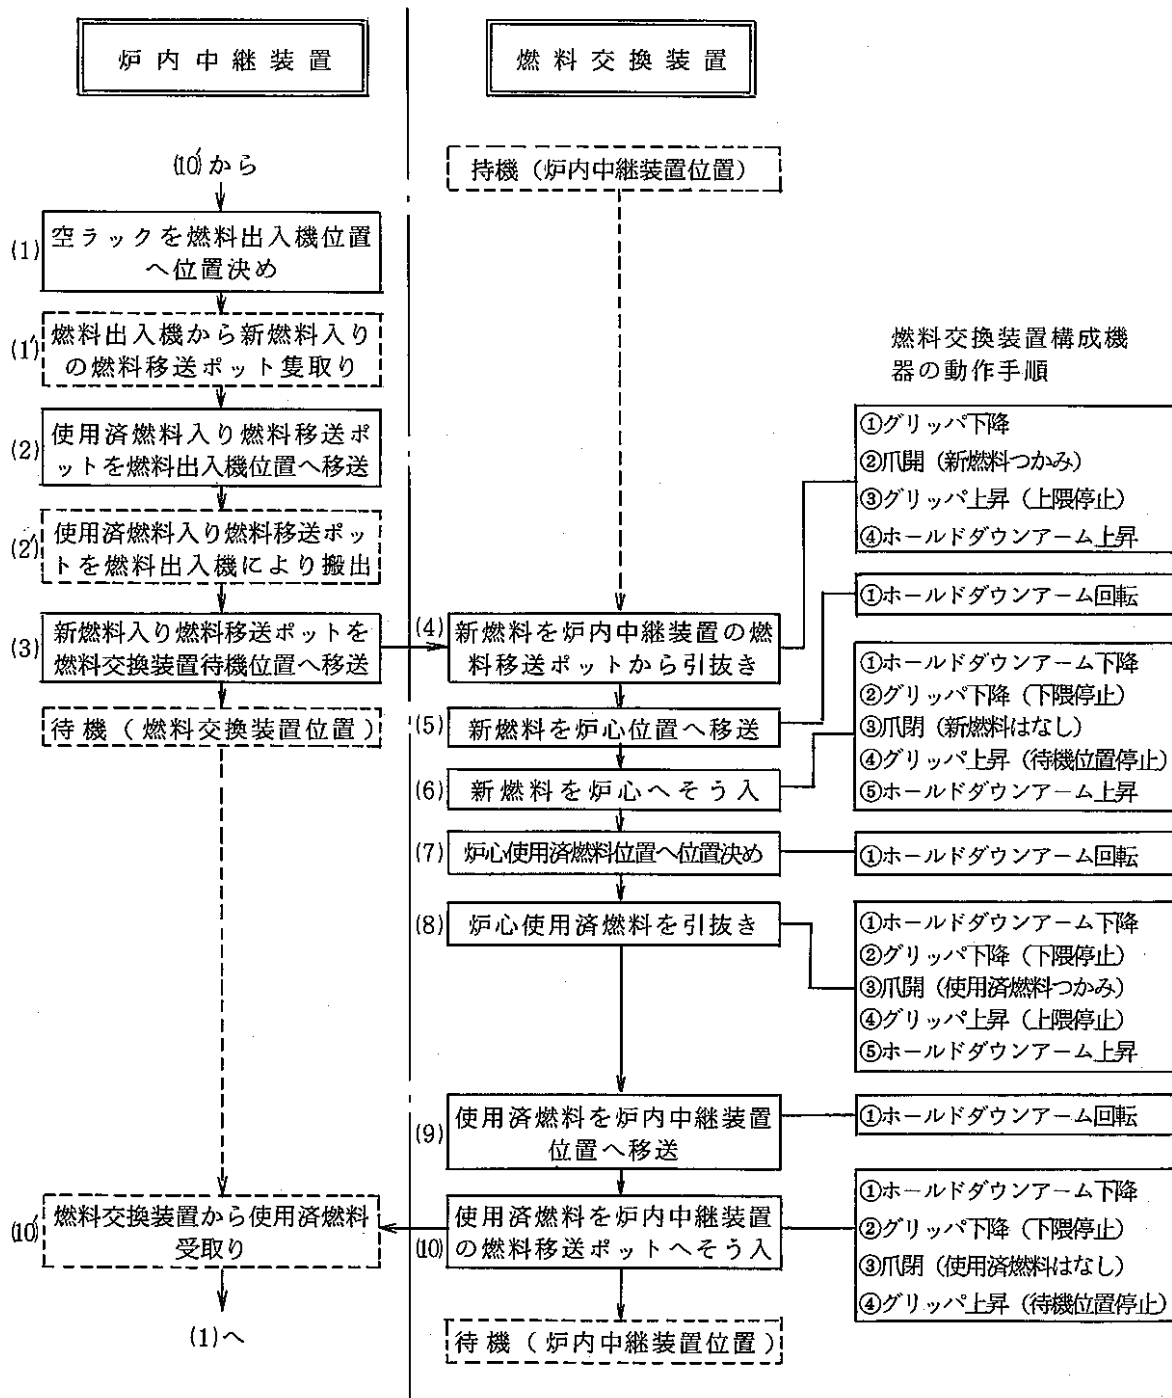 炉内中継装置
燃料交換装置
(10)′から
持機（炉内中継装置位置）
(1)
空ラックを燃料出入機位置
へ位置決め
(1′)
燃料出入機から新燃料入り
の燃料移送ポット隻取り
(2)
使用済燃料入り燃料移送ポ
ットを燃料出入機位置へ移送
(2′)
使用済燃料入り燃料移送ポッ
トを燃料出入機により搬出
(3)
新燃料入り燃料移送ポットを
燃料交換装置待機位置へ移送
待機（燃料交換装置位置）
(4)
新燃料を炉内中継装置の燃
料移送ポットから引抜き
(5)
新燃料を炉心位置へ移送
(6)
新燃料を炉心へそう入
(7)
炉心使用済燃料位置へ位置決め
(8)
炉心使用済燃料を引抜き
(9)
使用済燃料を炉内中継装置
位置へ移送
(10)′
燃料交換装置から使用済燃料
受取り
(10)
使用済燃料を炉内中継装置
の燃料移送ポットへそう入
(1)へ
待機（炉内中継装置位置）
燃料交換装置構成機
器の動作手順
①グリッパ下降
②爪開（新燃料つかみ）
③グリッパ上昇（上隈停止）
④ホールドダウンアーム上昇
①ホールドダウンアーム回転
①ホールドダウンアーム下降
②グリッパ下降（下隈停止）
③爪閉（新燃料はなし）
④グリッパ上昇（待機位置停止）
⑤ホールドダウンアーム上昇
①ホールドダウンアーム回転
①ホールドダウンアーム下降
②グリッパ下降（下隈停止）
③爪開（使用済燃料つかみ）
④グリッパ上昇（上隈停止）
⑤ホールドダウンアーム上昇
①ホールドダウンアーム回転
①ホールドダウンアーム下降
②グリッパ下降（下隈停止）
③爪閉（使用済燃料はなし）
④グリッパ上昇（待機位置停止）